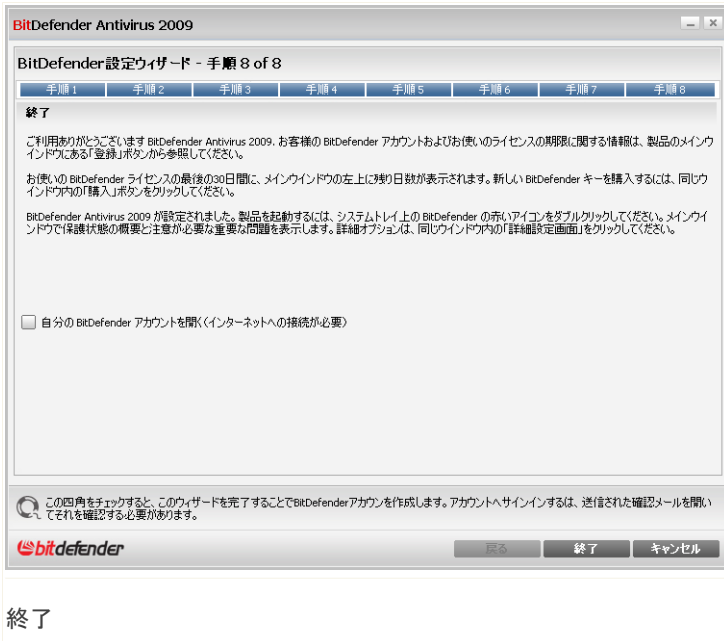 BitDefender Antivirus 2009
BitDefender設定ウィザード - 手順 8 of 8
手順 1 手順 2 手順 3 手順 4 手順 5 手順 6 手順 7 手順 8
終了
ご利用ありがとうございます BitDefender Antivirus 2009. お客様の BitDefender アカウントおよびお使いのライセンスの期限に関する情報は、製品のメインウ
インドウにある「登録」ボタンから参照してください。
お使いの BitDefender ライセンスの最後の30日間に、メインウインドウの左上に残り日数が表示されます。新しい BitDefender キーを購入するには、同じウ
インドウ内の「購入」ボタンをクリックしてください。
BitDefender Antivirus 2009 が設定されました。製品を起動するには、システムトレイ上の BitDefender の赤いアイコンをダブルクリックしてください。メインウイ
ンドウで保護状態の概要と注意が必要な重要な問題を表示します。詳細オプションは、同じウインドウ内の「詳細設定画面」をクリックしてください。
自分の BitDefender アカウントを開く(インターネットへの接続が必要)
この四角をチェックすると、このウィザードを完了することでBitDefenderアカウンを作成します。アカウントへサインインするは、送信された確認メールを開い
てそれを確認する必要があります。
bitdefender
戻る 終了 キャンセル
終了